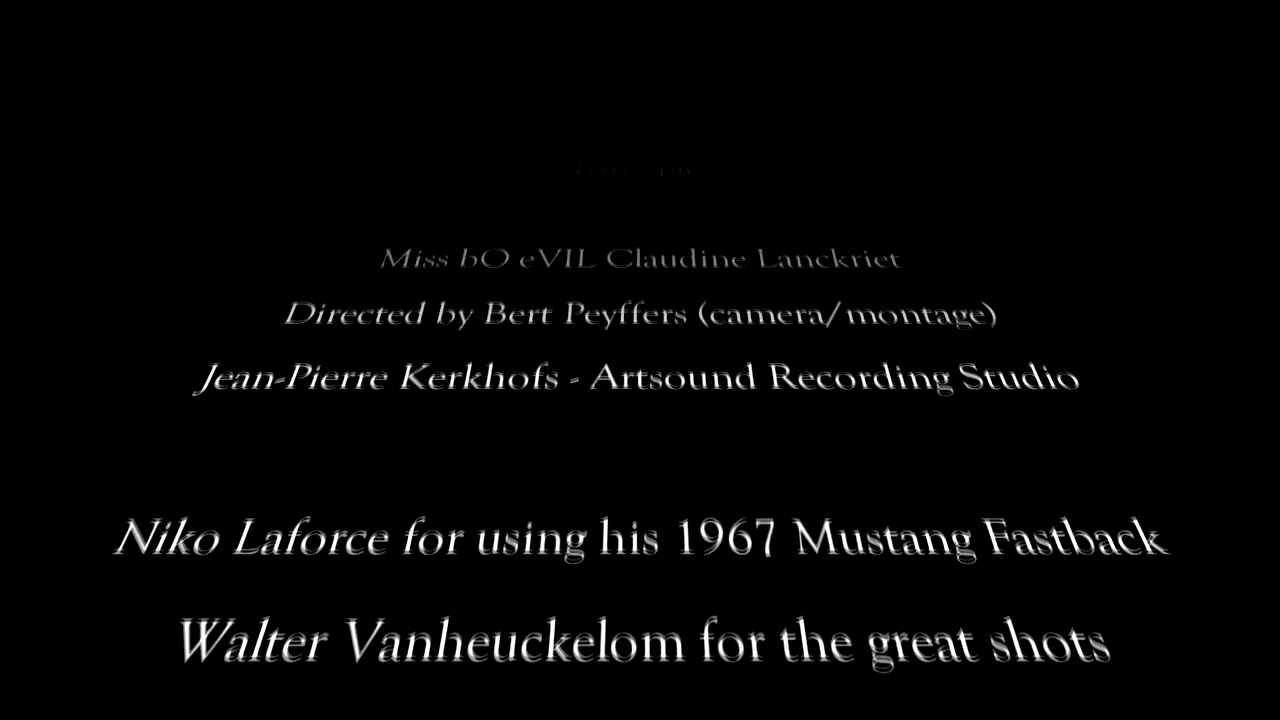 Miss bO eVIL Claudine Lanckriet
Directed by Bert Peyffers (camera/montage)
Jean-Pierre Kerkhofs - Artsound Recording Studio
Niko Laforce for using his 1967 Mustang Fastback
Walter Vanheuckelom for the great shots